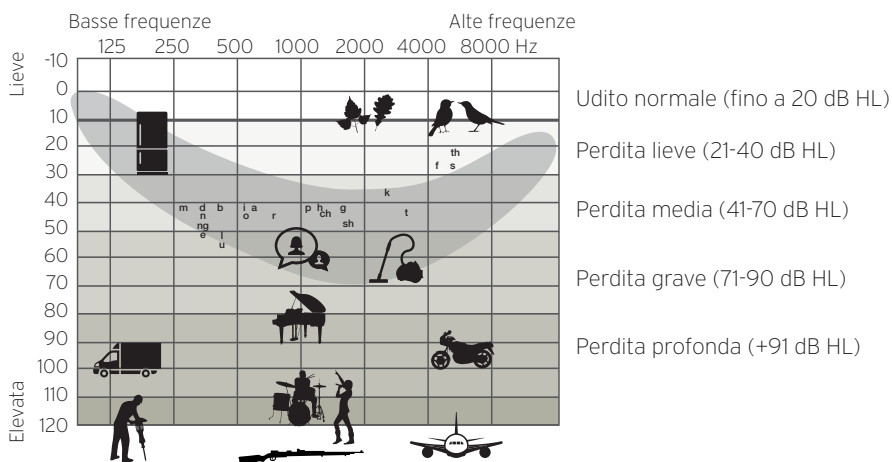 Basse frequenze Alte frequenze
125 250 500 1000 2000 4000 8000 Hz
Lieve
-10
0
Udito normale (fino a 20 dB HL)
10
20
th
Perdita lieve (21-40 dB HL)
f s
30
k
40
m d b i a p h g
Perdita media (41-70 dB HL)
n o r ch t
ng sh
50
e l
u
60
70
Perdita grave (71-90 dB HL)
80
90
Perdita profonda (+91 dB HL)
100
110
120
Elevata